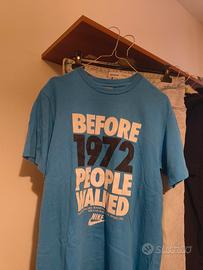 BEFORE
1972
PEOPLE
WALKED
NIKE
Subito